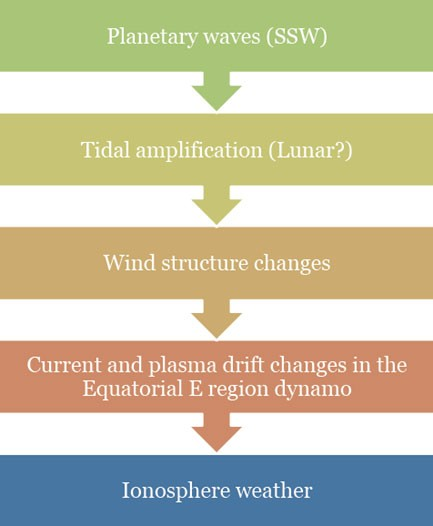 Planetary waves (SSW)
Tidal amplification (Lunar?)
Wind structure changes
Current and plasma drift changes in the
Equatorial E region dynamo
Ionosphere weather